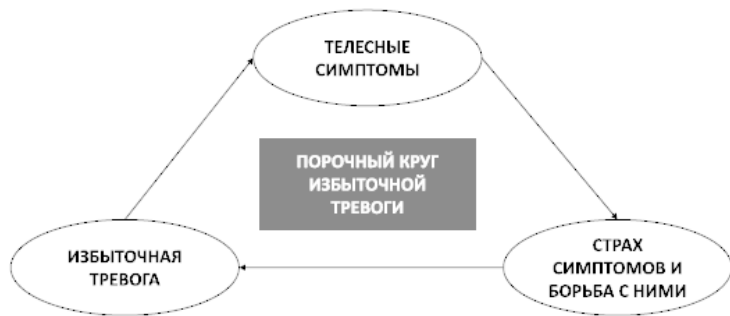 ТЕЛЕСНЫЕ
СИМПТОМЫ
ПОРОЧНЫЙ КРУГ
ИЗБЫТОЧНОЙ
ТРЕВОГИ
ИЗБЫТОЧНАЯ
ТРЕВОГА
СТРАХ
СИМПТОМОВ И
БОРЬБА С НИМИ